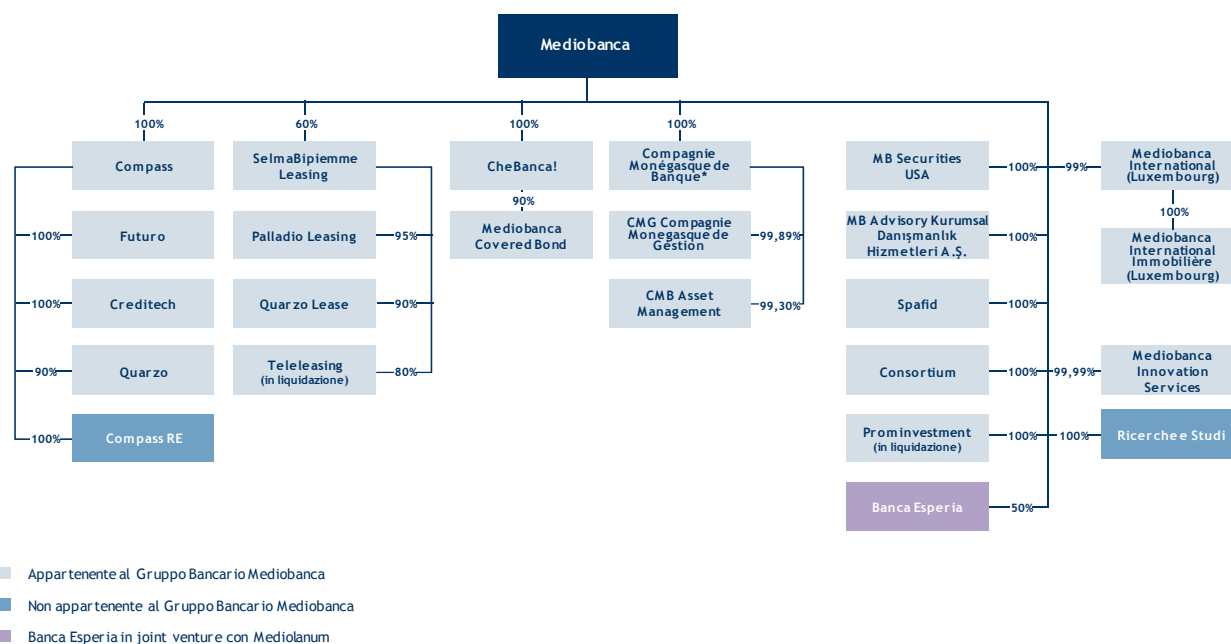 Mediobanca
100%
60%
100%
100%
Compass
SelmaBipiemme
Leasing
CheBanca!
Compagnie
Monégasque de
Banque*
MB Securities
USA
100%
99%
Mediobanca
International
(Luxembourg)
90%
100%
100%
Futuro
Palladio Leasing
95%
Mediobanca
Covered Bond
CMG Compagnie
Monegasque de
Gestion
99,89%
MB Advisory Kurumsal
Danışmanlık
Hizmetleri A.Ş.
100%
Mediobanca
International
Immobilière
(Luxembourg)
100%
Creditech
Quarzo Lease
90%
CMB Asset
Management
99,30%
Spafid
100%
90%
Quarzo
Teleleasing
(in liquidazione)
80%
Consortium
100%
99,99%
Mediobanca
Innovation
Services
100%
Compass RE
Prominvestment
(in liquidazione)
100%
100%
Ricerche e Studi
Banca Esperia
50%
Appartenente al Gruppo Bancario Mediobanca
Non appartenente al Gruppo Bancario Mediobanca
Banca Esperia in joint venture con Mediolanum